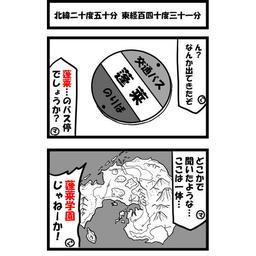 北緯二十度五十分 東経百四十度三十一分
ん？
なんか出てきたぞ
交通バス
蓬莱
のりば
蓬莱…のバス停
でしょうか？
どこかで
聞いたような…
ここは一体…
蓬莱学園
じゃねーか！